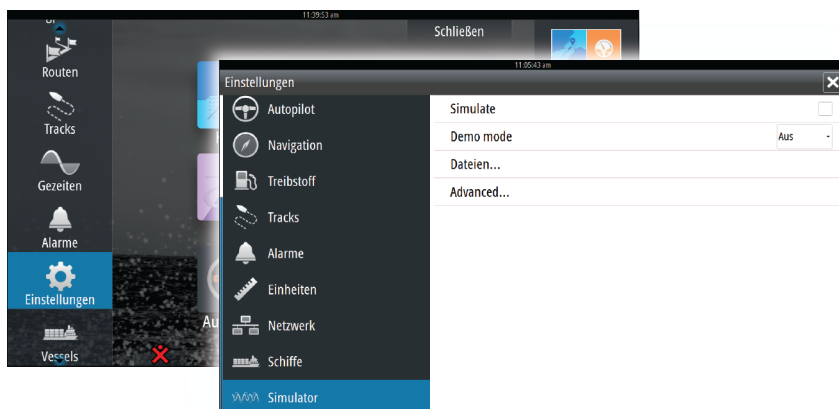 11:39:53 am
Schließen
Routen
Tracks
Gezeiten
Alarme
Einstellungen
Vessels
11:05:43 am
Einstellungen
Autopilot
Navigation
Treibstoff
Tracks
Alarme
Einheiten
Netzwerk
Schiffe
Simulator
Simulate
Demo mode
Aus
Dateien...
Advanced...